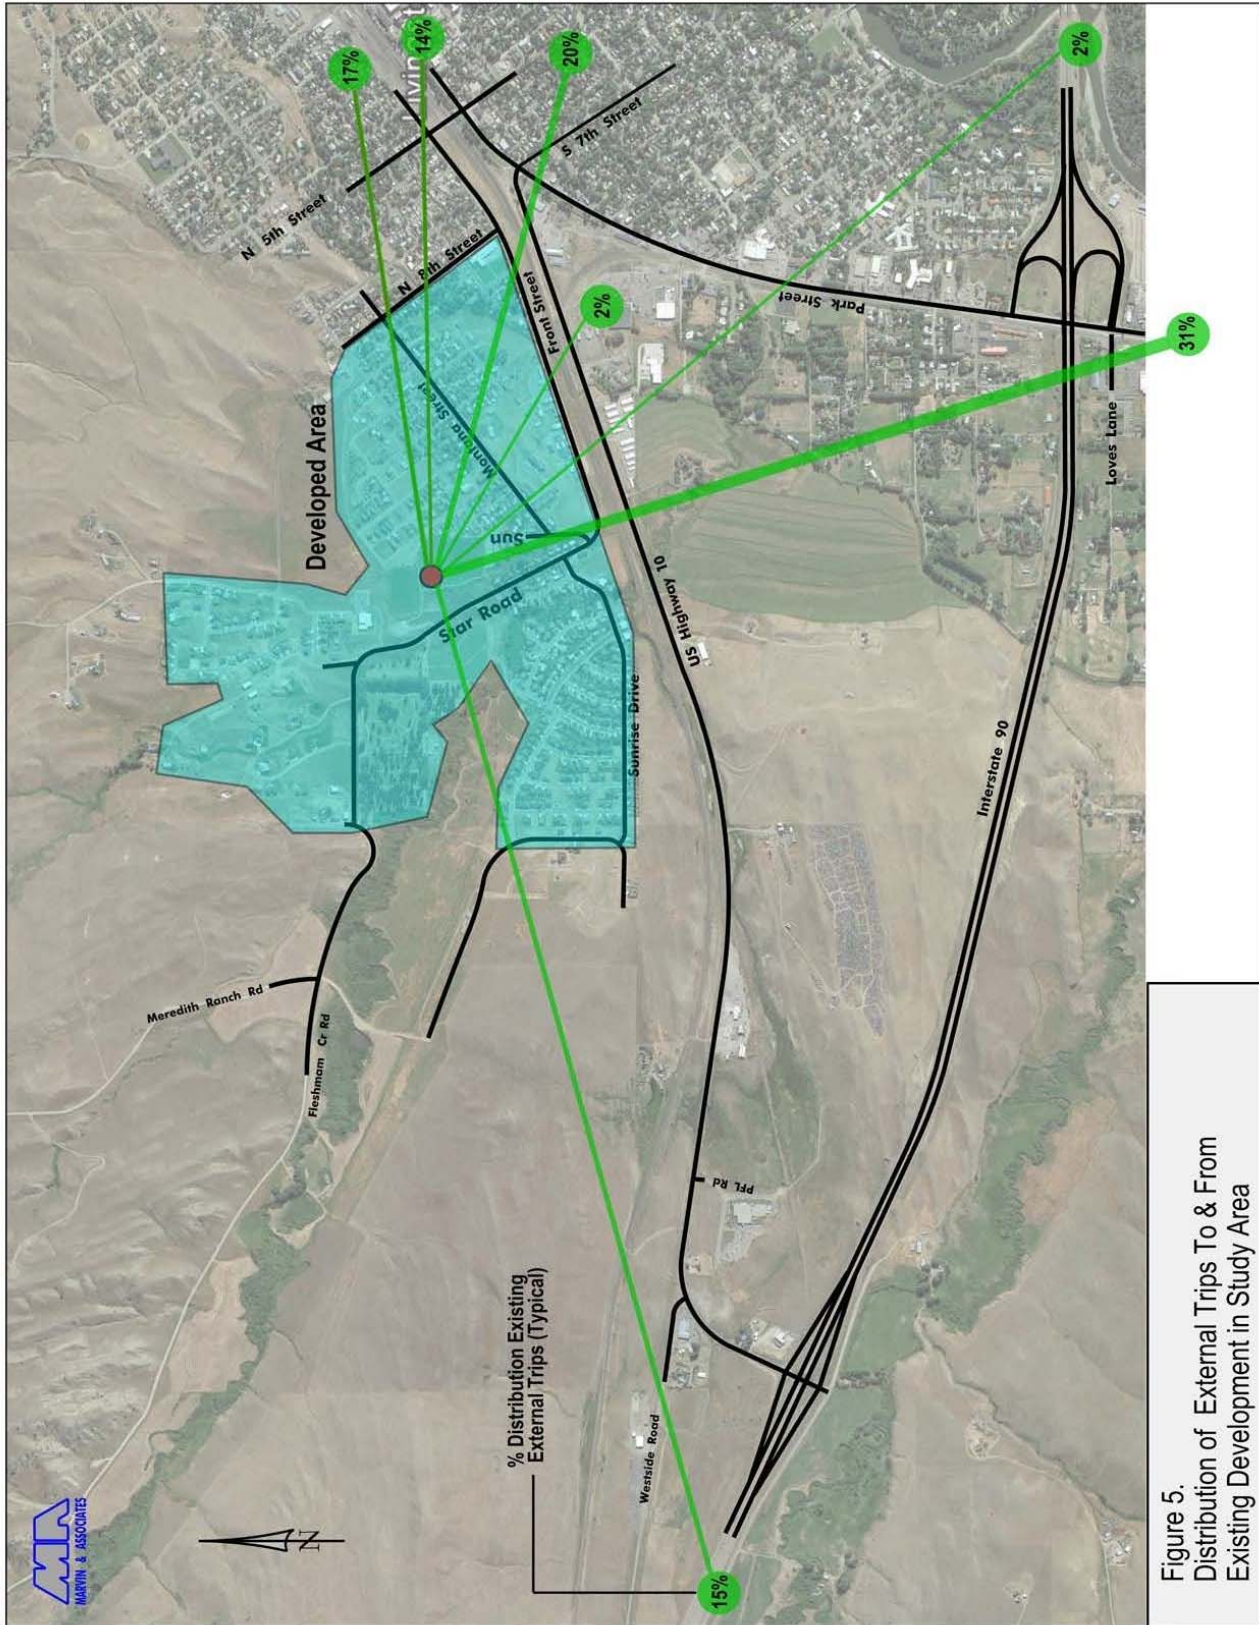 MARVIN & ASSOCIATES
N
% Distribution Existing
External Trips (Typical)
15%
Westside Road
PFL Rd
Meredith Ranch Rd
Fleshmam Cr Rd
Interstate 90
US Highway 10
Sunrise Drive
Star Road
Sun
Developed Area
Montana Street
Front Street
N 8th Street
N 5th Street
S 7th Street
Park Street
Loves Lane
17%
14%
20%
2%
2%
31%
Figure 5.
Distribution of External Trips To & From
Existing Development in Study Area